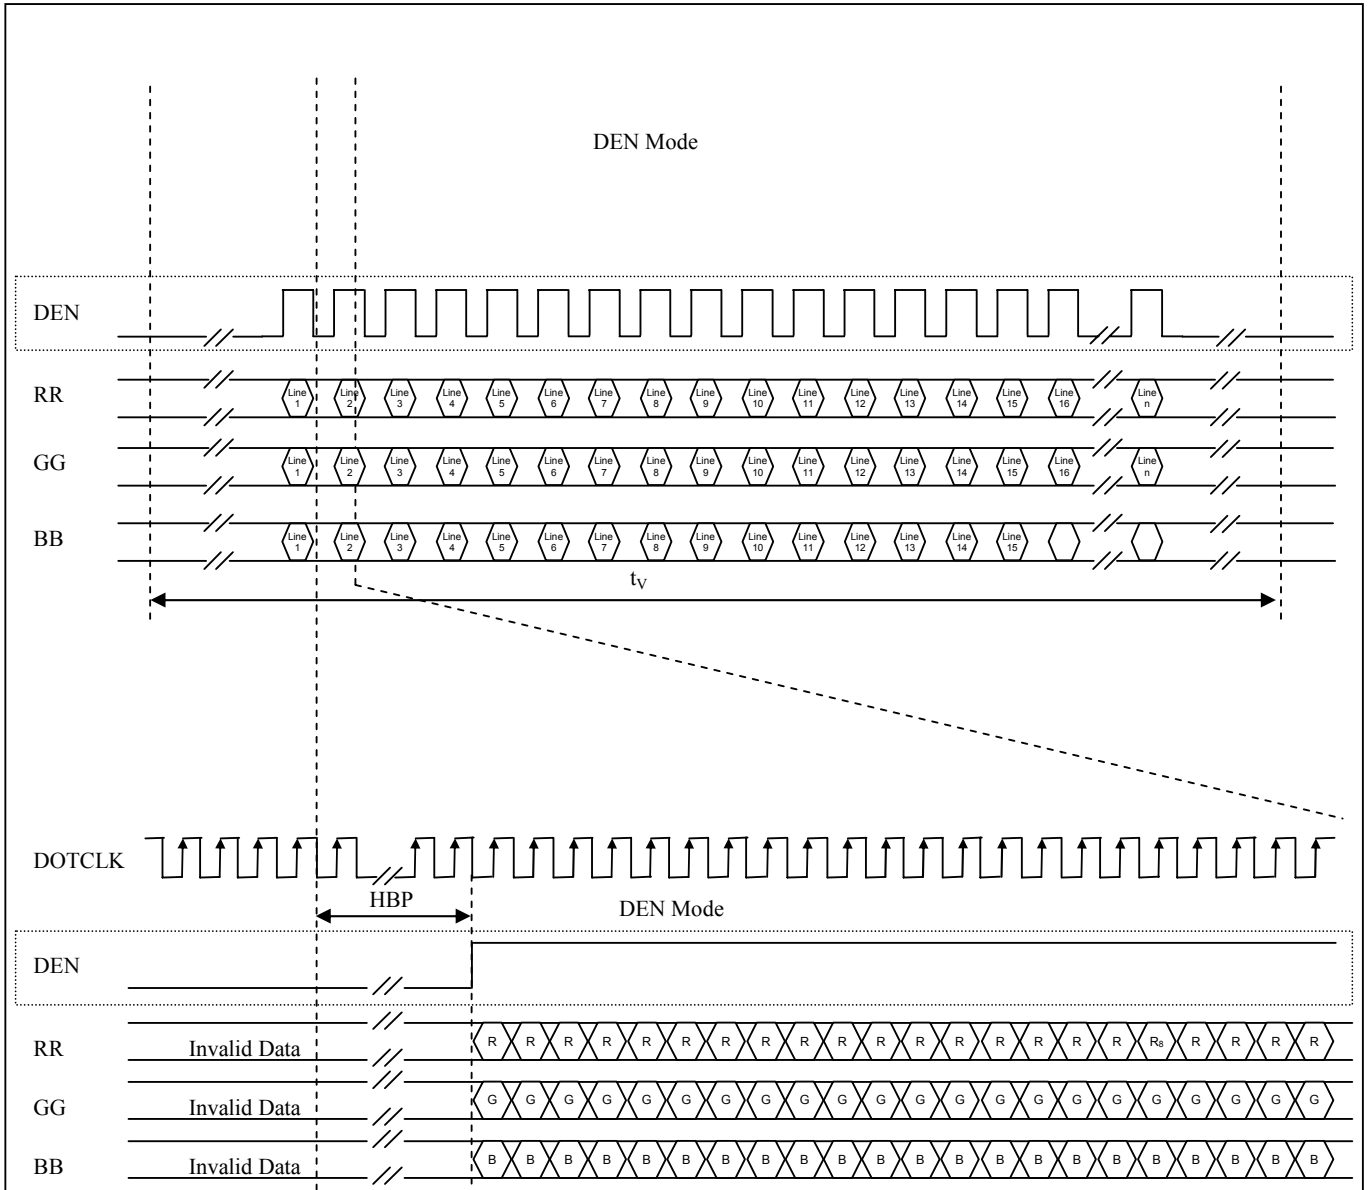 DEN Mode
DEN
RR Line 1 Line 2 Line 3 Line 4 Line 5 Line 6 Line 7 Line 8 Line 9 Line 10 Line 11 Line 12 Line 13 Line 14 Line 15 Line 16 Line n
GG Line 1 Line 2 Line 3 Line 4 Line 5 Line 6 Line 7 Line 8 Line 9 Line 10 Line 11 Line 12 Line 13 Line 14 Line 15 Line 16 Line n
BB Line 1 Line 2 Line 3 Line 4 Line 5 Line 6 Line 7 Line 8 Line 9 Line 10 Line 11 Line 12 Line 13 Line 14 Line 15
tV
DOTCLK
HBP
DEN Mode
DEN
RR Invalid Data R R R R R R R R R R R R R R R R R R8 R R R R
GG Invalid Data G G G G G G G G G G G G G G G G G G G G G G
BB Invalid Data B B B B B B B B B B B B B B B B B B B B B B